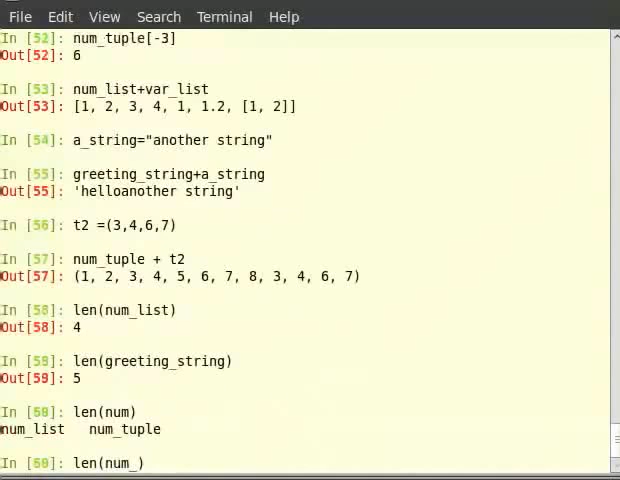 File Edit View Search Terminal Help
In [52]: num_tuple[-3]
Out[52]: 6
In [53]: num_list+var_list
Out[53]: [1, 2, 3, 4, 1, 1.2, [1, 2]]
In [54]: a_string="another string"
In [55]: greeting_string+a_string
Out[55]: 'helloanother string'
In [56]: t2 =(3,4,6,7)
In [57]: num_tuple + t2
Out[57]: (1, 2, 3, 4, 5, 6, 7, 8, 3, 4, 6, 7)
In [58]: len(num_list)
Out[58]: 4
In [59]: len(greeting_string)
Out[59]: 5
In [60]: len(num)
num_list num_tuple
In [60]: len(num_)